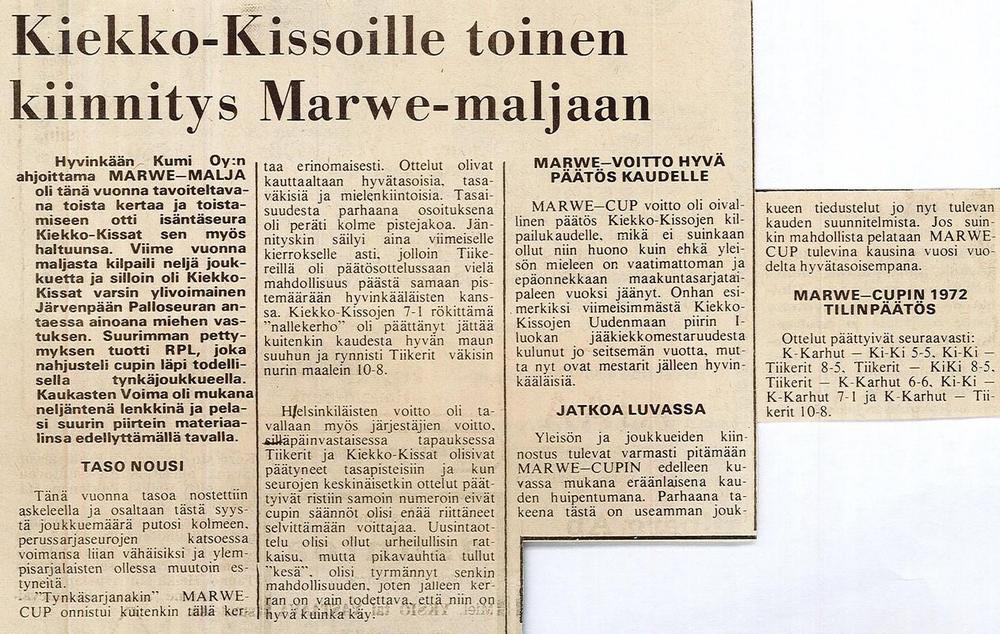 Kiekko-Kissoille toinen
kiinnitys Marwe-maljaan
Hyvinkään Kumi Oy:n
ahjoittama MARWE—MALJA
oli tänä vuonna tavoiteltava-
na toista kertaa ja toista-
miseen otti isäntäseura
Kiekko-Kissat sen myös
haltuunsa. Viime vuonna
maljasta kilpaili neljä jouk-
kuetta ja silloin oli Kiekko-
Kissat varsin ylivoimainen
Järvenpään Palloseuran an-
taessa ainoana miehen vas-
tuksen. Suurimman petty-
myksen tuotti RPL, joka
nahjusteli cupin läpi todelli-
sella tynkäjoukkueella.
Kaukasten Voima oli mukana
neljäntenä lenkkinä ja pela-
si suurin piirtein materiaa-
linsa edellyttämällä tavalla.
TASO NOUSI
Tänä vuonna tasoa nostettiin
askeleella ja osaltaan tästä syys-
tä joukkuemäärä putosi kolmeen,
perussarjaseurojen katsoessa
voimansa liian vähäisiksi ja ylem-
pisarjalaisten ollessa muutoin es-
tyneitä.
"Tynkäsarjanakin" MARWE-
CUP onnistui kuitenkin tällä ker-
taa erinomaisesti. Ottelut olivat
kauttaaltaan hyvätasoisia, tasa-
väkisiä ja mielenkiintoisia. Tasai-
suudesta parhaana osoituksena
oli peräti kolme pistejakoa. Jän-
nityskin säilyi aina viimeiselle
kierrokselle asti, jolloin Tiike-
reillä oli päätösottelussaan vielä
mahdollisuus päästä samaan pis-
temäärään hyvinkääläisten kans-
sa. Kiekko-Kissojen 7-1 rökittämä
"nallekerho" oli päättänyt jättää
kuitenkin kaudesta hyvän maun
suuhun ja rynnisti Tiikerit väkisin
nurin maalein 10-8.
Helsinkiläisten voitto oli ta-
vallaan myös järjestäjien voitto,
silläpäinvastaisessa tapauksessa
Tiikerit ja Kiekko-Kissat olisivat
päätyneet tasapisteisiin ja kun
seurojen keskinäisetkin ottelut päät-
tyivät ristiin samoin numeroin eivät
cupin säännöt olisi enää riittäneet
selvittämään voittajaa. Uusintaot-
telu olisi ollut urheilullisin rat-
kaisu, mutta pikavauhtia tullut
"kesä", olisi tyrmännyt senkin
mahdollisuuden, joten jälleen ker-
ran on vain todettava, että niin on
hyvä kuinka käy.
MARWE—VOITTO HYVÄ
PÄÄTÖS KAUDELLE
MARWE—CUP voitto oli oival-
linen päätös Kiekko-Kissojen kil-
pailukaudelle, mikä ei suinkaan
ollut niin huono kuin ehkä ylei-
sön mieleen on vaatimattoman ja
epäonnekkaan maakuntasarjatai-
paleen vuoksi jäänyt. Onhan esi-
merkiksi viimeisimmästä Kiekko-
Kissojen Uudenmaan piirin I-
luokan jääkiekkomestaruudesta
kulunut jo seitsemän vuotta, mut-
ta nyt ovat mestarit jälleen hyvin-
kääläisiä.
JATKOA LUVASSA
Yleisön ja joukkueiden kiin-
nostus tulevat varmasti pitämään
MARWE—CUPIN edelleen ku-
vassa mukana eräänlaisena kau-
den huipentumana. Parhaana ta-
keena tästä on useamman jouk-
kueen tiedustelut jo nyt tulevan
kauden suunnitelmista. Jos suin-
kin mahdollista pelataan MARWE-
CUP tulevina kausina vuosi vuo-
delta hyvätasoisempana.
MARWE—CUPIN 1972
TILINPÄÄTÖS
Ottelut päättyivät seuraavasti:
K-Karhut — Ki-Ki 5-5, Ki-Ki —
Tiikerit 8-5, Tiikerit — KiKi 8-5,
Tiikerit — K-Karhut 6-6, Ki-Ki —
K-Karhut 7-1 ja K-Karhut — Tii-
kerit 10-8.